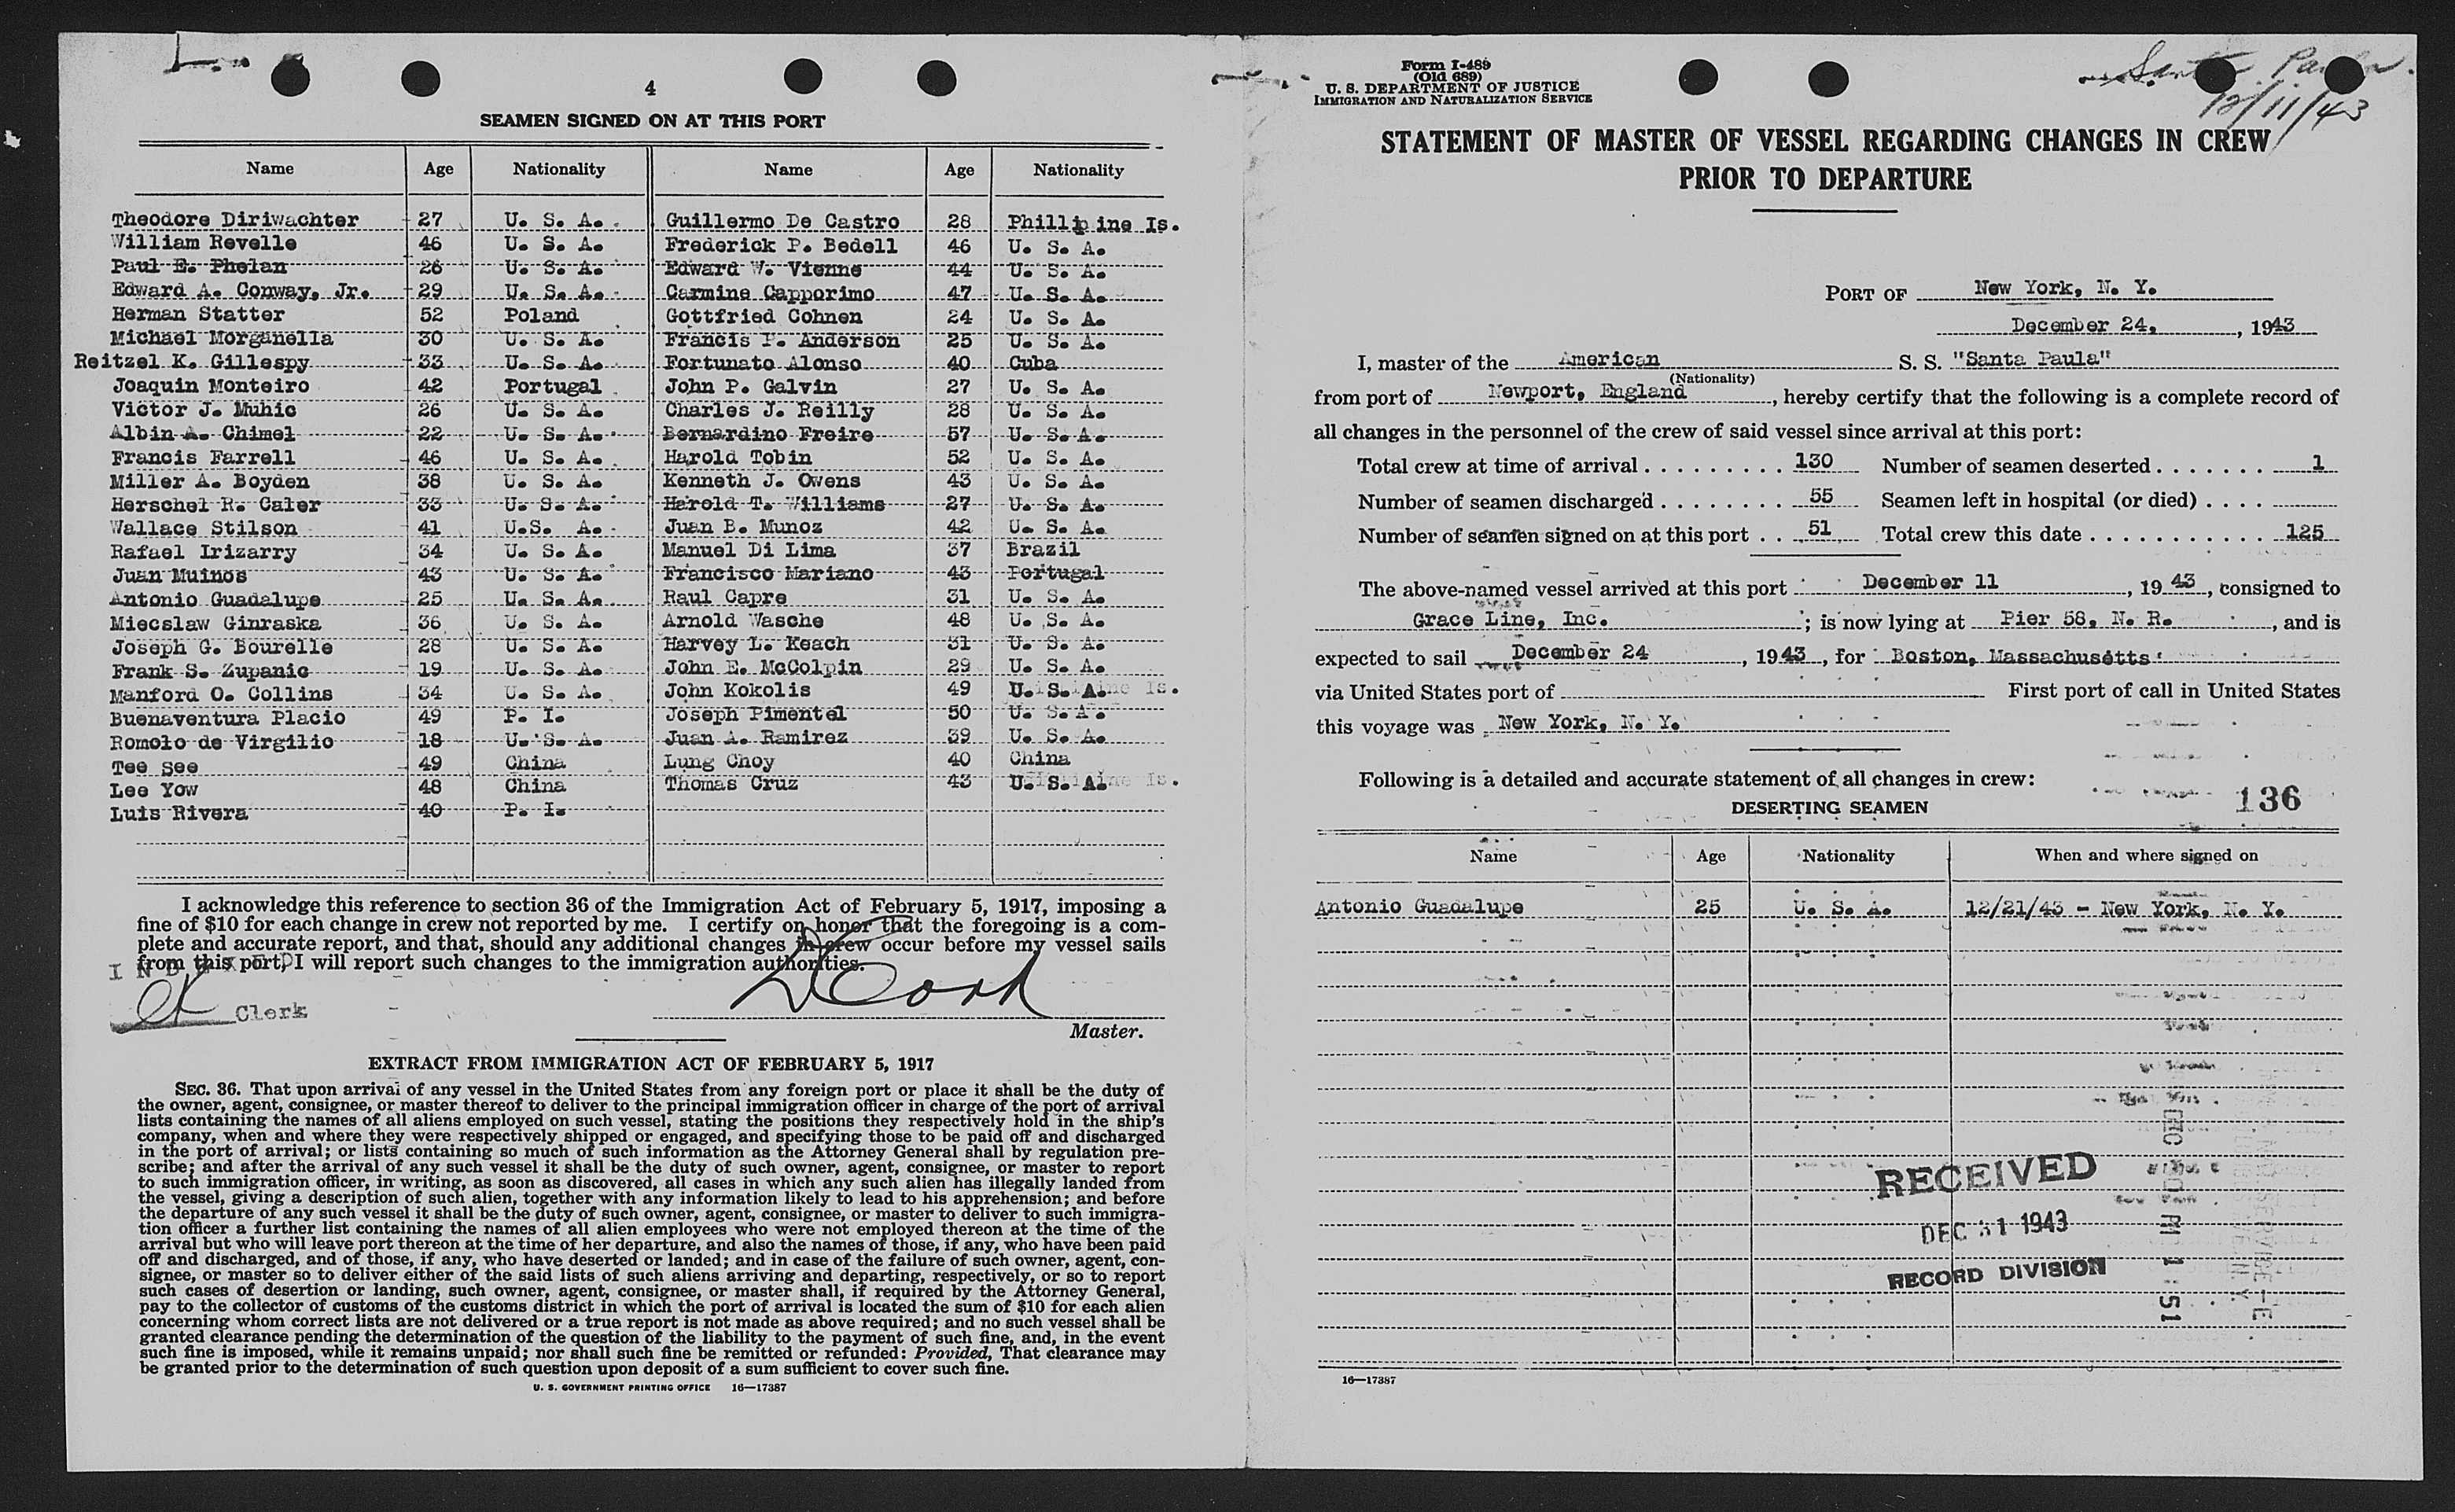 4
SEAMEN SIGNED ON AT THIS PORT
Name Age Nationality Name Age Nationality
Theodore Diriwachter 27 U. S. A. Guillermo De Castro 28 Phillipine Is.
William Revelle 46 U. S. A. Frederick P. Bedell 46 U. S. A.
Paul E. Phelan 26 U. S. A. Edward W. Vienne 44 U. S. A.
Edward A. Conway, Jr. 29 U. S. A. Carmine Capporimo 47 U. S. A.
Herman Statter 52 Poland Gottfried Cohnen 24 U. S. A.
Michael Morganella 30 U. S. A. Francis P. Anderson 25 U. S. A.
Reitzel K. Gillespy 33 U. S. A. Fortunato Alonso 40 Cuba
Joaquin Monteiro 42 Portugal John P. Galvin 27 U. S. A.
Victor J. Muhic 26 U. S. A. Charles J. Reilly 28 U. S. A.
Albin A. Chimel 22 U. S. A. Bernardino Freire 57 U. S. A.
Francis Farrell 46 U. S. A. Harold Tobin 52 U. S. A.
Miller A. Boyden 38 U. S. A. Kenneth J. Owens 43 U. S. A.
Herschel R. Caler 33 U. S. A. Harold T. Williams 27 U. S. A.
Wallace Stilson 41 U.S. A. Juan B. Munoz 42 U. S. A.
Rafael Irizarry 34 U. S. A. Manuel Di Lima 37 Brazil
Juan Muinos 43 U. S. A. Francisco Mariano 43 Portugal
Antonio Guadalupe 25 U. S. A. Raul Capre 31 U. S. A.
Miecslaw Ginraska 36 U. S. A. Arnold Wasche 48 U. S. A.
Joseph G. Bourelle 28 U. S. A. Harvey L. Keach 31 U. S. A.
Frank S. Zupanic 19 U. S. A. John E. McColpin 29 U. S. A.
Manford O. Collins 34 U. S. A. John Kokolis 49 U. S. A.
Buenaventura Placio 49 P. I. Joseph Pimentel 50 U. S. A.
Romolo de Virgilio 18 U. S. A. Juan A. Ramirez 39 U. S. A.
Tee See 49 China Lung Choy 40 China
Lee Yow 48 China Thomas Cruz 43 U. S. A.
Luis Rivera 40 P. I.
I acknowledge this reference to section 36 of the Immigration Act of February 5, 1917, imposing a
fine of $10 for each change in crew not reported by me. I certify on honor that the foregoing is a com-
plete and accurate report, and that, should any additional changes in crew occur before my vessel sails
from this port, I will report such changes to the immigration authorities.
INDEXED
Clerk
Master.
EXTRACT FROM IMMIGRATION ACT OF FEBRUARY 5, 1917
SEC. 36. That upon arrival of any vessel in the United States from any foreign port or place it shall be the duty of
the owner, agent, consignee, or master thereof to deliver to the principal immigration officer in charge of the port of arrival
lists containing the names of all aliens employed on such vessel, stating the positions they respectively hold in the ship's
company, when and where they were respectively shipped or engaged, and specifying those to be paid off and discharged
in the port of arrival; or lists containing so much of such information as the Attorney General shall by regulation pre-
scribe; and after the arrival of any such vessel it shall be the duty of such owner, agent, consignee, or master to report
to such immigration officer, in writing, as soon as discovered, all cases in which any such alien has illegally landed from
the vessel, giving a description of such alien, together with any information likely to lead to his apprehension; and before
the departure of any such vessel it shall be the duty of such owner, agent, consignee, or master to deliver to such immigra-
tion officer a further list containing the names of all alien employees who were not employed thereon at the time of the
arrival but who will leave port thereon at the time of her departure, and also the names of those, if any, who have been paid
off and discharged, and of those, if any, who have deserted or landed; and in case of the failure of such owner, agent, con-
signee, or master so to deliver either of the said lists of such aliens arriving and departing, respectively, or so to report
such cases of desertion or landing, such owner, agent, consignee, or master shall, if required by the Attorney General,
pay to the collector of customs of the customs district in which the port of arrival is located the sum of $10 for each alien
concerning whom correct lists are not delivered or a true report is not made as above required; and no such vessel shall be
granted clearance pending the determination of the question of the liability to the payment of such fine, and, in the event
such fine is imposed, while it remains unpaid; nor shall such fine be remitted or refunded: Provided, That clearance may
be granted prior to the determination of such question upon deposit of a sum sufficient to cover such fine.
U. S. GOVERNMENT PRINTING OFFICE 16—17387
Form I-489
(Old 689)
U. S. DEPARTMENT OF JUSTICE
IMMIGRATION AND NATURALIZATION SERVICE
Santa Paula
12/11/43
STATEMENT OF MASTER OF VESSEL REGARDING CHANGES IN CREW
PRIOR TO DEPARTURE
PORT OF New York, N. Y.
December 24, 1943
I, master of the American S. S. "Santa Paula"
(Nationality)
from port of Newport, England, hereby certify that the following is a complete record of
all changes in the personnel of the crew of said vessel since arrival at this port:
Total crew at time of arrival 130 Number of seamen deserted 1
Number of seamen discharged 55 Seamen left in hospital (or died)
Number of seamen signed on at this port 51 Total crew this date 125
The above-named vessel arrived at this port December 11, 1943, consigned to
Grace Line, Inc.; is now lying at Pier 58, N. R., and is
expected to sail December 24, 1943, for Boston, Massachusetts
via United States port of First port of call in United States
this voyage was New York, N. Y.
Following is a detailed and accurate statement of all changes in crew:
136
DESERTING SEAMEN
Name Age Nationality When and where signed on
Antonio Guadalupe 25 U. S. A. 12/21/43 - New York, N. Y.
RECEIVED
DEC 31 1943
RECORD DIVISION
16—17387